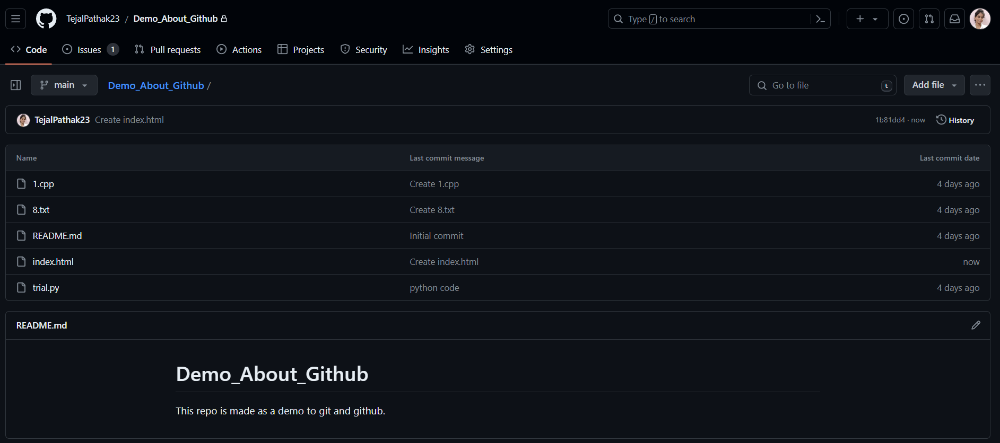 TejalPathak23 / Demo_About_Github
Type / to search
Code
Issues 1
Pull requests
Actions
Projects
Security
Insights
Settings
main
Demo_About_Github /
Go to file
t
Add file
TejalPathak23 Create index.html
1b81dd4 · now
History
Name Last commit message Last commit date
1.cpp Create 1.cpp 4 days ago
8.txt Create 8.txt 4 days ago
README.md Initial commit 4 days ago
index.html Create index.html now
trial.py python code 4 days ago
README.md
Demo_About_Github
This repo is made as a demo to git and github.